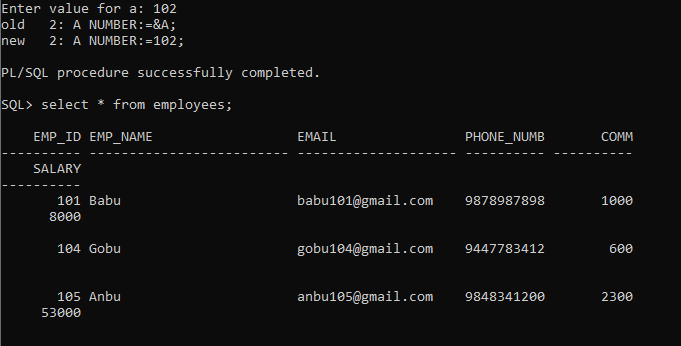 Enter value for a: 102
old   2: A NUMBER:=&A;
new   2: A NUMBER:=102;
PL/SQL procedure successfully completed.
SQL> select * from employees;
    EMP_ID EMP_NAME                  EMAIL                PHONE_NUMB       COMM
---------- ------------------------- -------------------- ---------- ----------
    SALARY
----------
       101 Babu                      babu101@gmail.com    9878987898       1000
      8000
       104 Gobu                      gobu104@gmail.com    9447783412        600
       105 Anbu                      anbu105@gmail.com    9848341200       2300
     53000